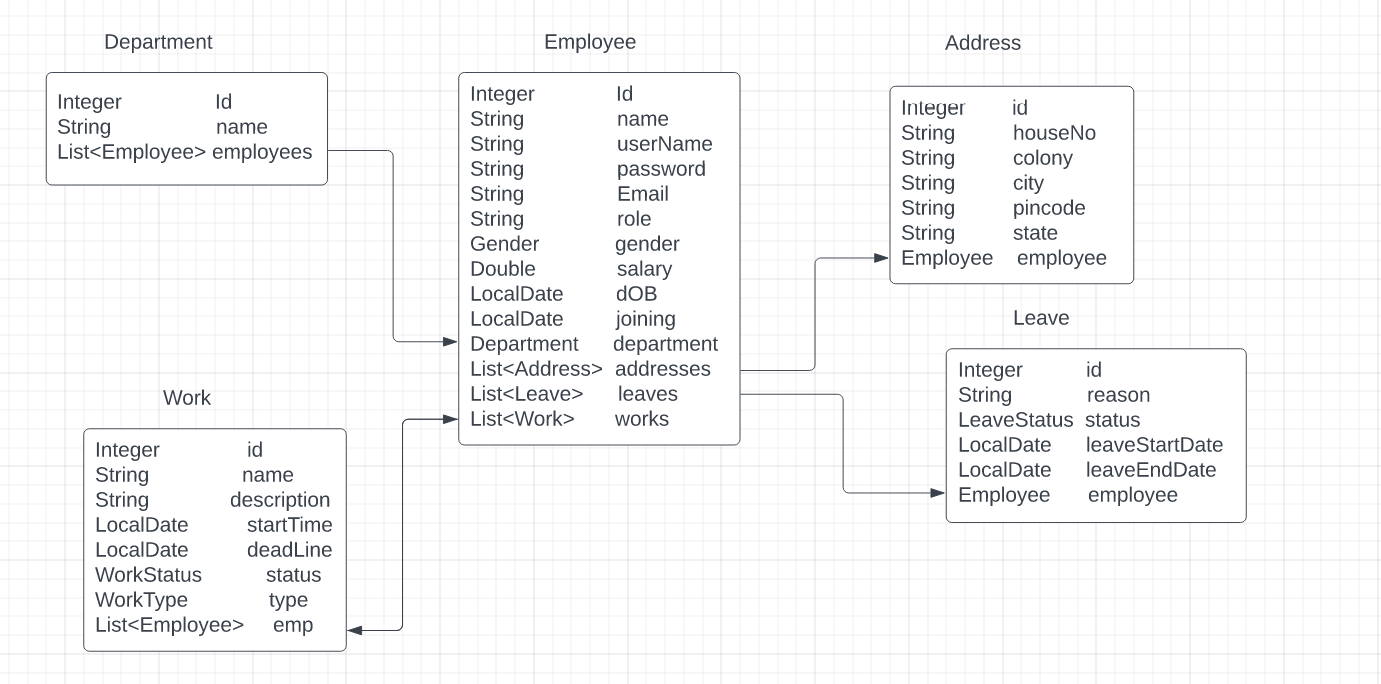 Department
Integer Id
String name
List<Employee> employees
Employee
Integer Id
String name
String userName
String password
String Email
String role
Gender gender
Double salary
LocalDate dOB
LocalDate joining
Department department
List<Address> addresses
List<Leave> leaves
List<Work> works
Address
Integer id
String houseNo
String colony
String city
String pincode
String state
Employee employee
Leave
Integer id
String reason
LeaveStatus status
LocalDate leaveStartDate
LocalDate leaveEndDate
Employee employee
Work
Integer id
String name
String description
LocalDate startTime
LocalDate deadLine
WorkStatus status
WorkType type
List<Employee> emp